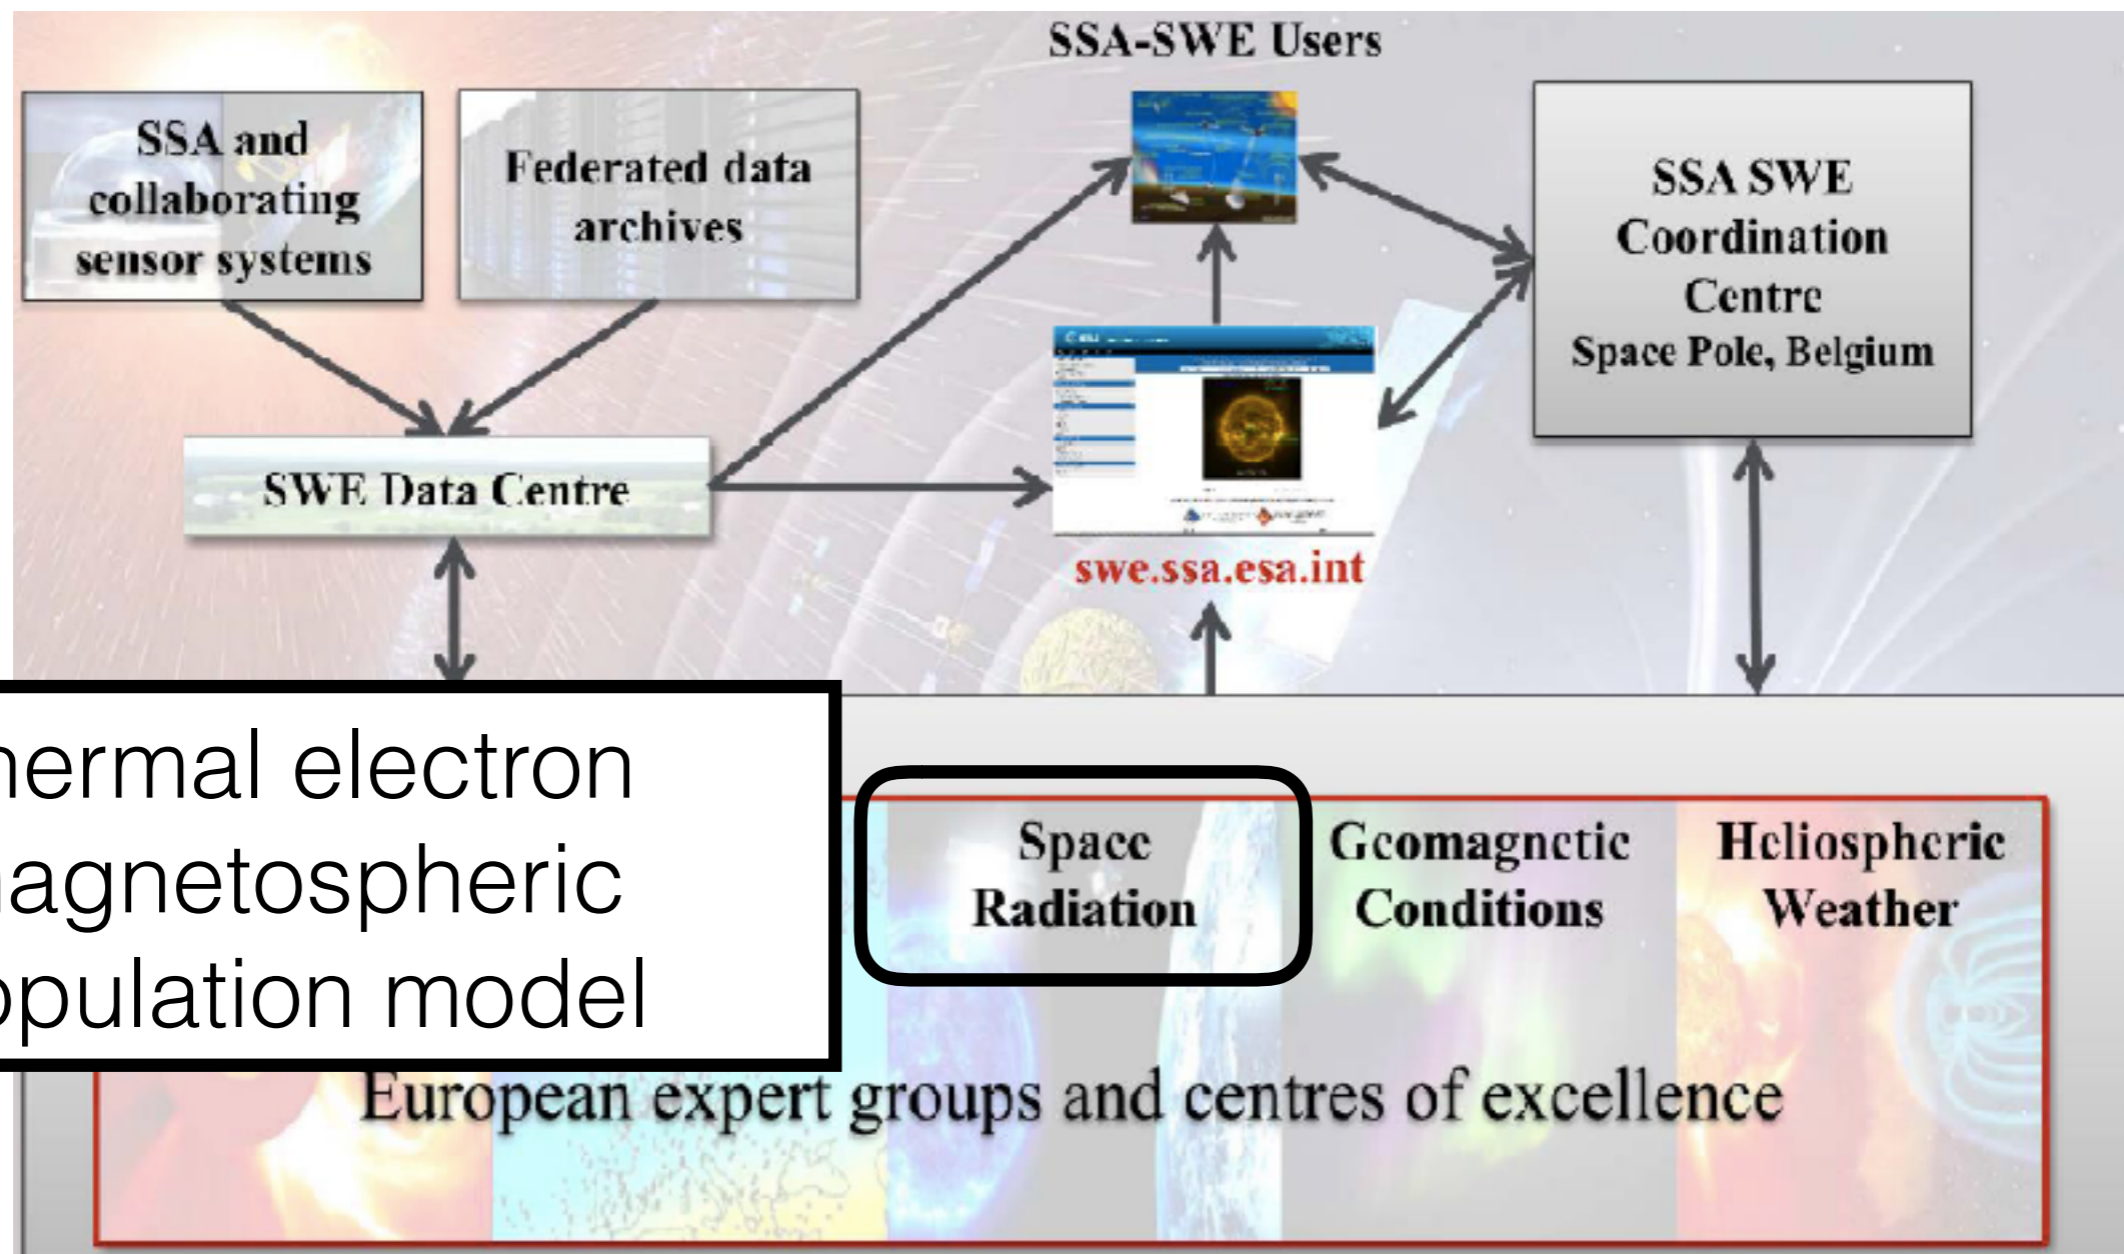 SSA-SWE Users
SSA and
collaborating
sensor systems
Federated data
archives
SSA SWE
Coordination
Centre
Space Pole, Belgium
SWE Data Centre
swe.ssa.esa.int
hermal electron
nagnetospheric
opulation model
Space
Radiation
Geomagnetic
Conditions
Heliospheric
Weather
European expert groups and centres of excellence